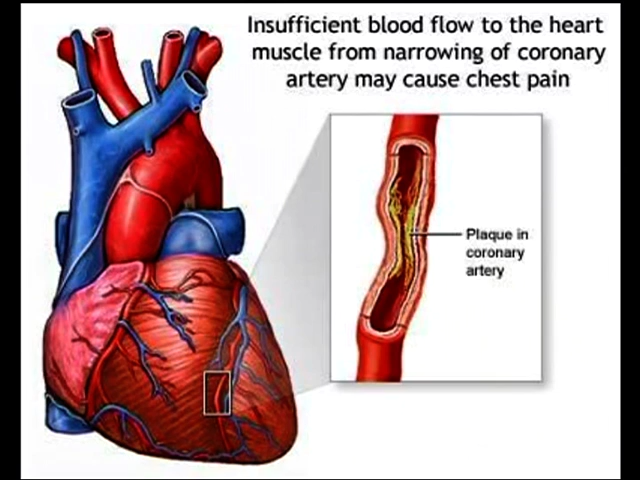 Insufficient blood flow to the heart
muscle from narrowing of coronary
artery may cause chest pain
Plaque in
coronary
artery